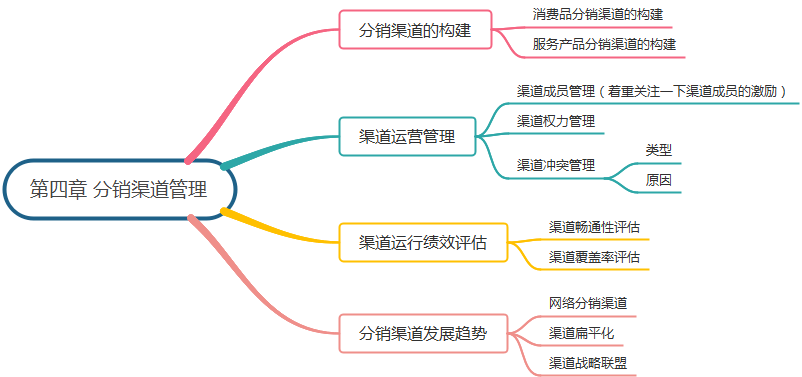 第四章 分销渠道管理
分销渠道的构建
消费品分销渠道的构建
服务产品分销渠道的构建
渠道运营管理
渠道成员管理（着重关注一下渠道成员的激励）
渠道权力管理
渠道冲突管理
类型
原因
渠道运行绩效评估
渠道畅通性评估
渠道覆盖率评估
分销渠道发展趋势
网络分销渠道
渠道扁平化
渠道战略联盟